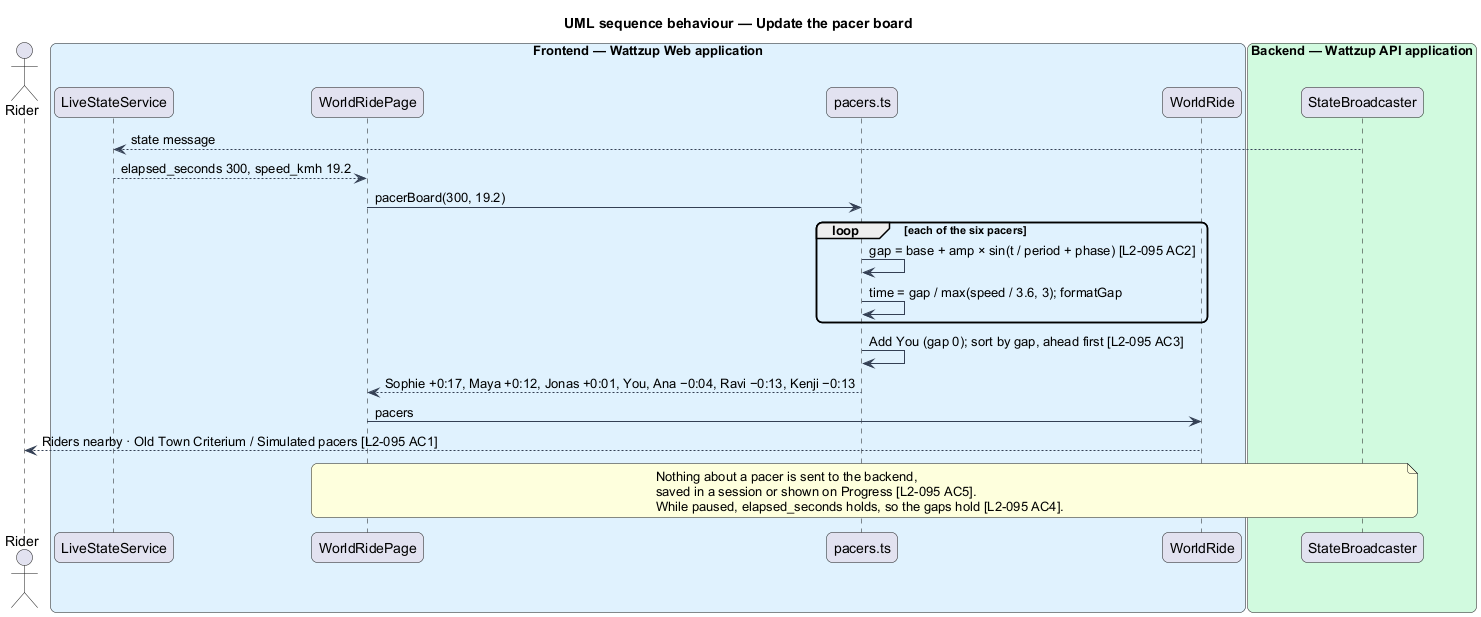 UML sequence behaviour — Update the pacer board
Frontend — Wattzup Web application
Backend — Wattzup API application
Rider
LiveStateService
WorldRidePage
pacers.ts
WorldRide
StateBroadcaster
state message
elapsed_seconds 300, speed_kmh 19.2
pacerBoard(300, 19.2)
loop
[each of the six pacers]
gap = base + amp × sin(t / period + phase) [L2-095 AC2]
time = gap / max(speed / 3.6, 3); formatGap
Add You (gap 0); sort by gap, ahead first [L2-095 AC3]
Sophie +0:17, Maya +0:12, Jonas +0:01, You, Ana −0:04, Ravi −0:13, Kenji −0:13
pacers
Riders nearby · Old Town Criterium / Simulated pacers [L2-095 AC1]
Nothing about a pacer is sent to the backend,
saved in a session or shown on Progress [L2-095 AC5].
While paused, elapsed_seconds holds, so the gaps hold [L2-095 AC4].
Rider
LiveStateService
WorldRidePage
pacers.ts
WorldRide
StateBroadcaster